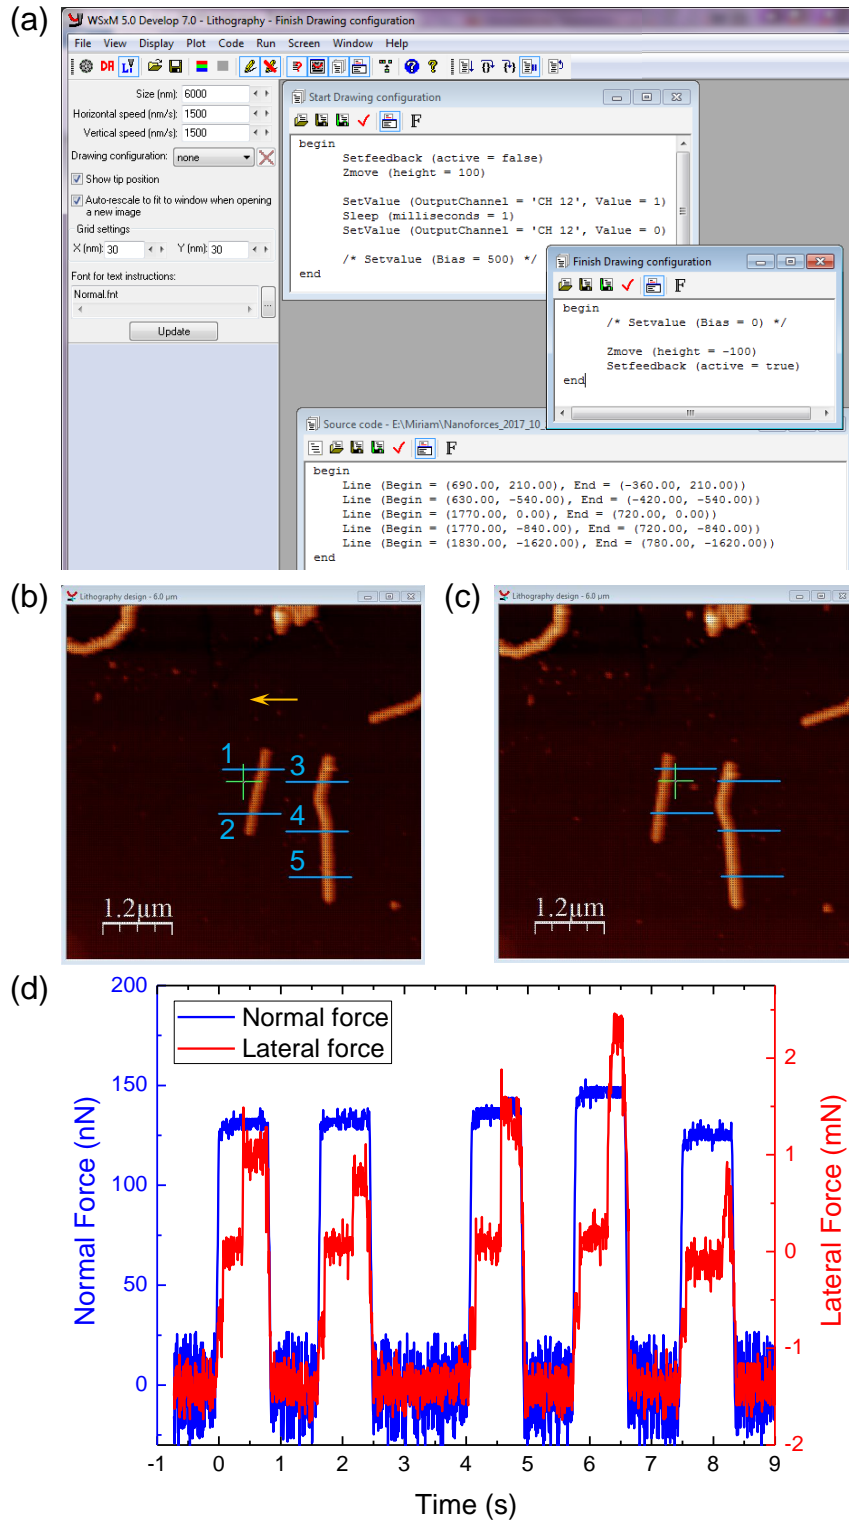 (a)
WSxM 5.0 Develop 7.0 - Lithography - Finish Drawing configuration
File View Display Plot Code Run Screen Window Help
Size (nm): 6000
Horizontal speed (nm/s): 1500
Vertical speed (nm/s): 1500
Drawing configuration: none
Show tip position
Auto-rescale to fit to window when opening
a new image
Grid settings
X (nm): 30 Y (nm): 30
Font for text instructions:
Normal.fnt
...
Update
Start Drawing configuration
F
begin
Setfeedback (active = false)
Zmove (height = 100)
SetValue (OutputChannel = 'CH 12', Value = 1)
Sleep (milliseconds = 1)
SetValue (OutputChannel = 'CH 12', Value = 0)
/* Setvalue (Bias = 500) */
end
Finish Drawing configuration
F
begin
/* Setvalue (Bias = 0) */
Zmove (height = -100)
Setfeedback (active = true)
end
Source code - E:\Miriam\Nanoforces_2017_10_
F
begin
Line (Begin = (690.00, 210.00), End = (-360.00, 210.00))
Line (Begin = (630.00, -540.00), End = (-420.00, -540.00))
Line (Begin = (1770.00, 0.00), End = (720.00, 0.00))
Line (Begin = (1770.00, -840.00), End = (720.00, -840.00))
Line (Begin = (1830.00, -1620.00), End = (780.00, -1620.00))
end
(b)
Lithography design - 6.0 µm
1
2
3
4
5
1.2µm
(c)
Lithography design - 6.0 µm
1.2µm
(d)
Normal force
Lateral force
200
150
100
50
0
Normal Force (nN)
2
1
0
-1
-2
Lateral Force (mN)
-1 0 1 2 3 4 5 6 7 8 9
Time (s)